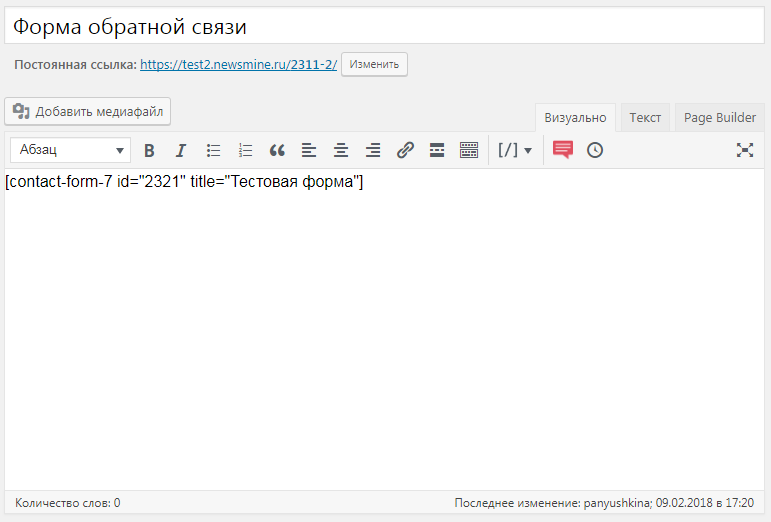 Форма обратной связи
Постоянная ссылка: https://test2.newsmine.ru/2311-2/ Изменить
Добавить медиафайл
Визуально Текст Page Builder
Абзац B I [/]
[contact-form-7 id="2321" title="Тестовая форма"]
Количество слов: 0 Последнее изменение: panyushkina; 09.02.2018 в 17:20